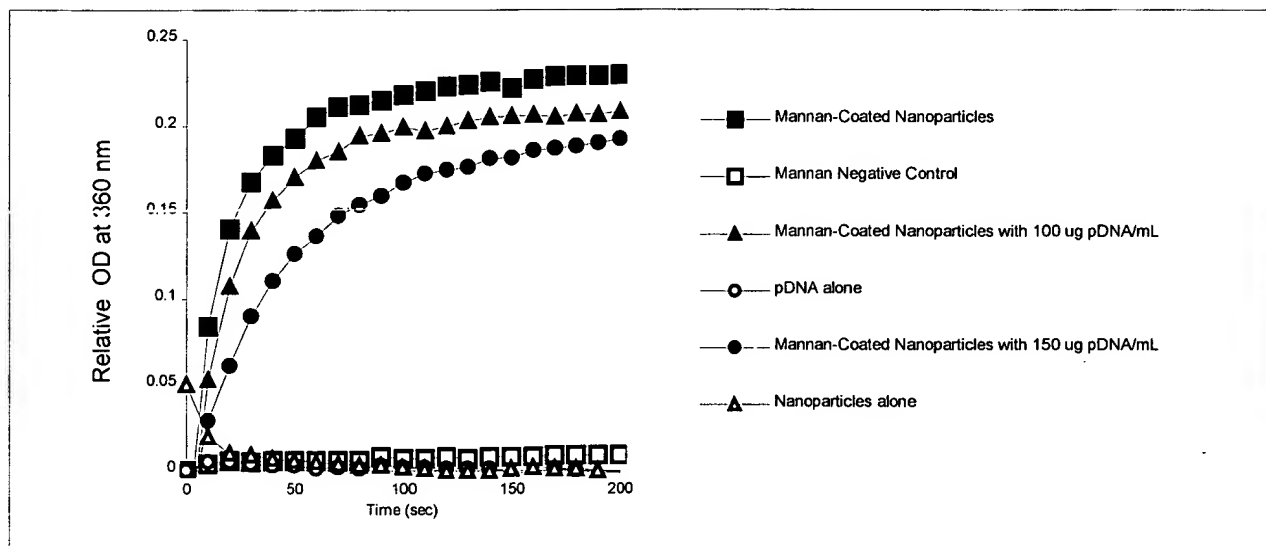 0.25
0.2
0.15
0.1
0.05
0
Relative OD at 360 nm
0
50
100
150
200
Time (sec)
Mannan-Coated Nanoparticles
Mannan Negative Control
Mannan-Coated Nanoparticles with 100 ug pDNA/mL
pDNA alone
Mannan-Coated Nanoparticles with 150 ug pDNA/mL
Nanoparticles alone